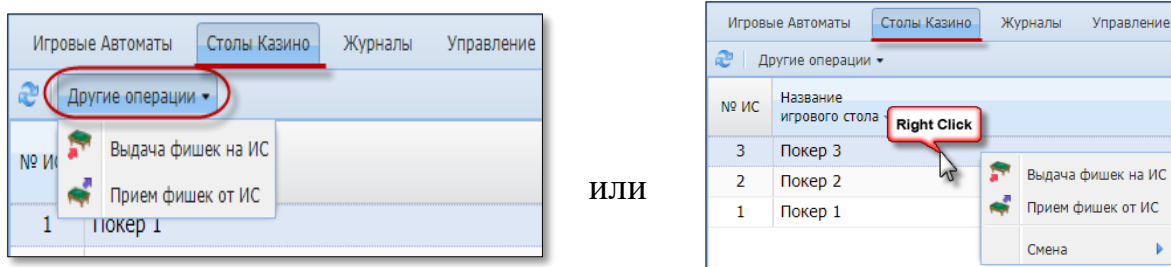 Игровые Автоматы Столы Казино Журналы Управление
Другие операции
Выдача фишек на ИС
№ ИС
Прием фишек от ИС
1 Покер 1
или
Игровые Автоматы Столы Казино Журналы Управление
Другие операции
№ ИС Название игрового стола
Right Click
3 Покер 3
2 Покер 2
1 Покер 1
Выдача фишек на ИС
Прием фишек от ИС
Смена